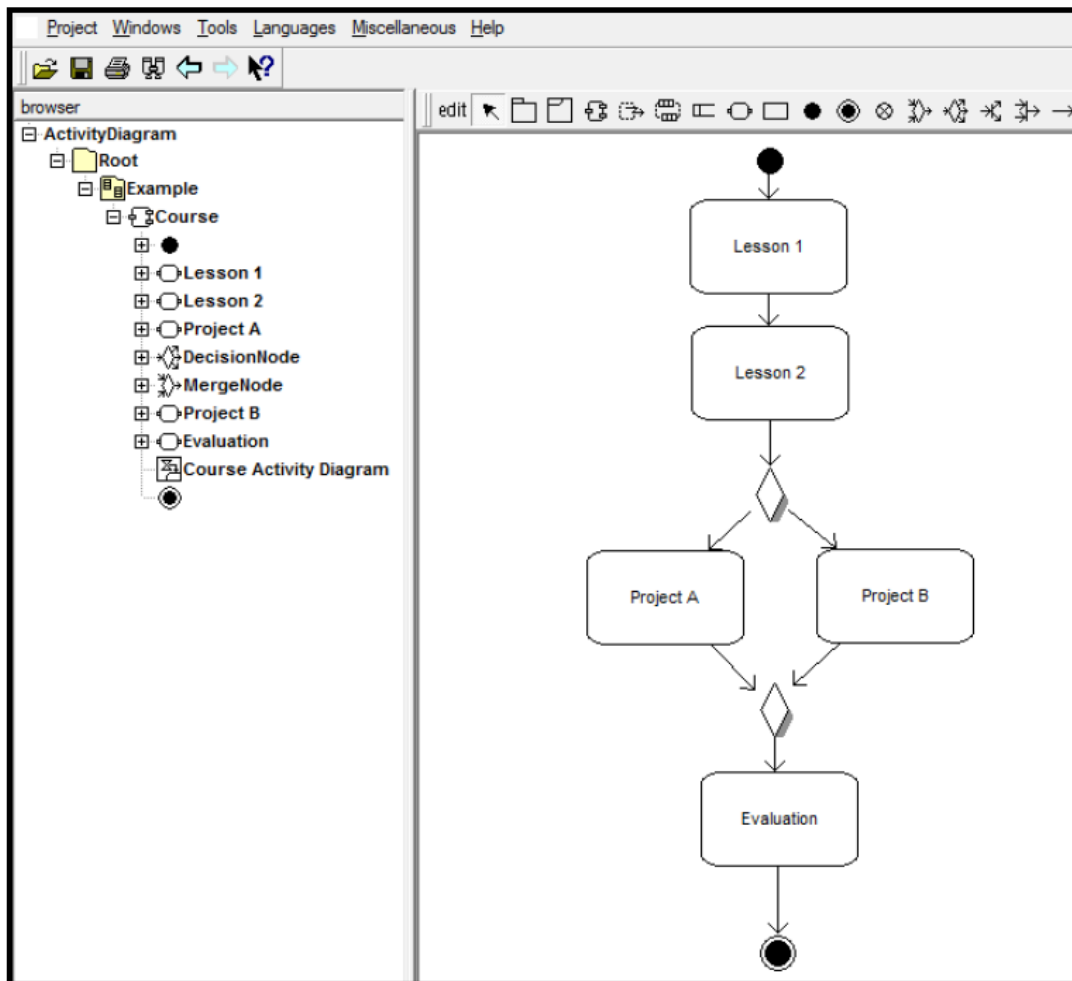 Project Windows Tools Languages Miscellaneous Help
browser
ActivityDiagram
Root
Example
Course
Lesson 1
Lesson 2
Project A
DecisionNode
MergeNode
Project B
Evaluation
Course Activity Diagram
edit
Lesson 1
Lesson 2
Project A Project B
Evaluation